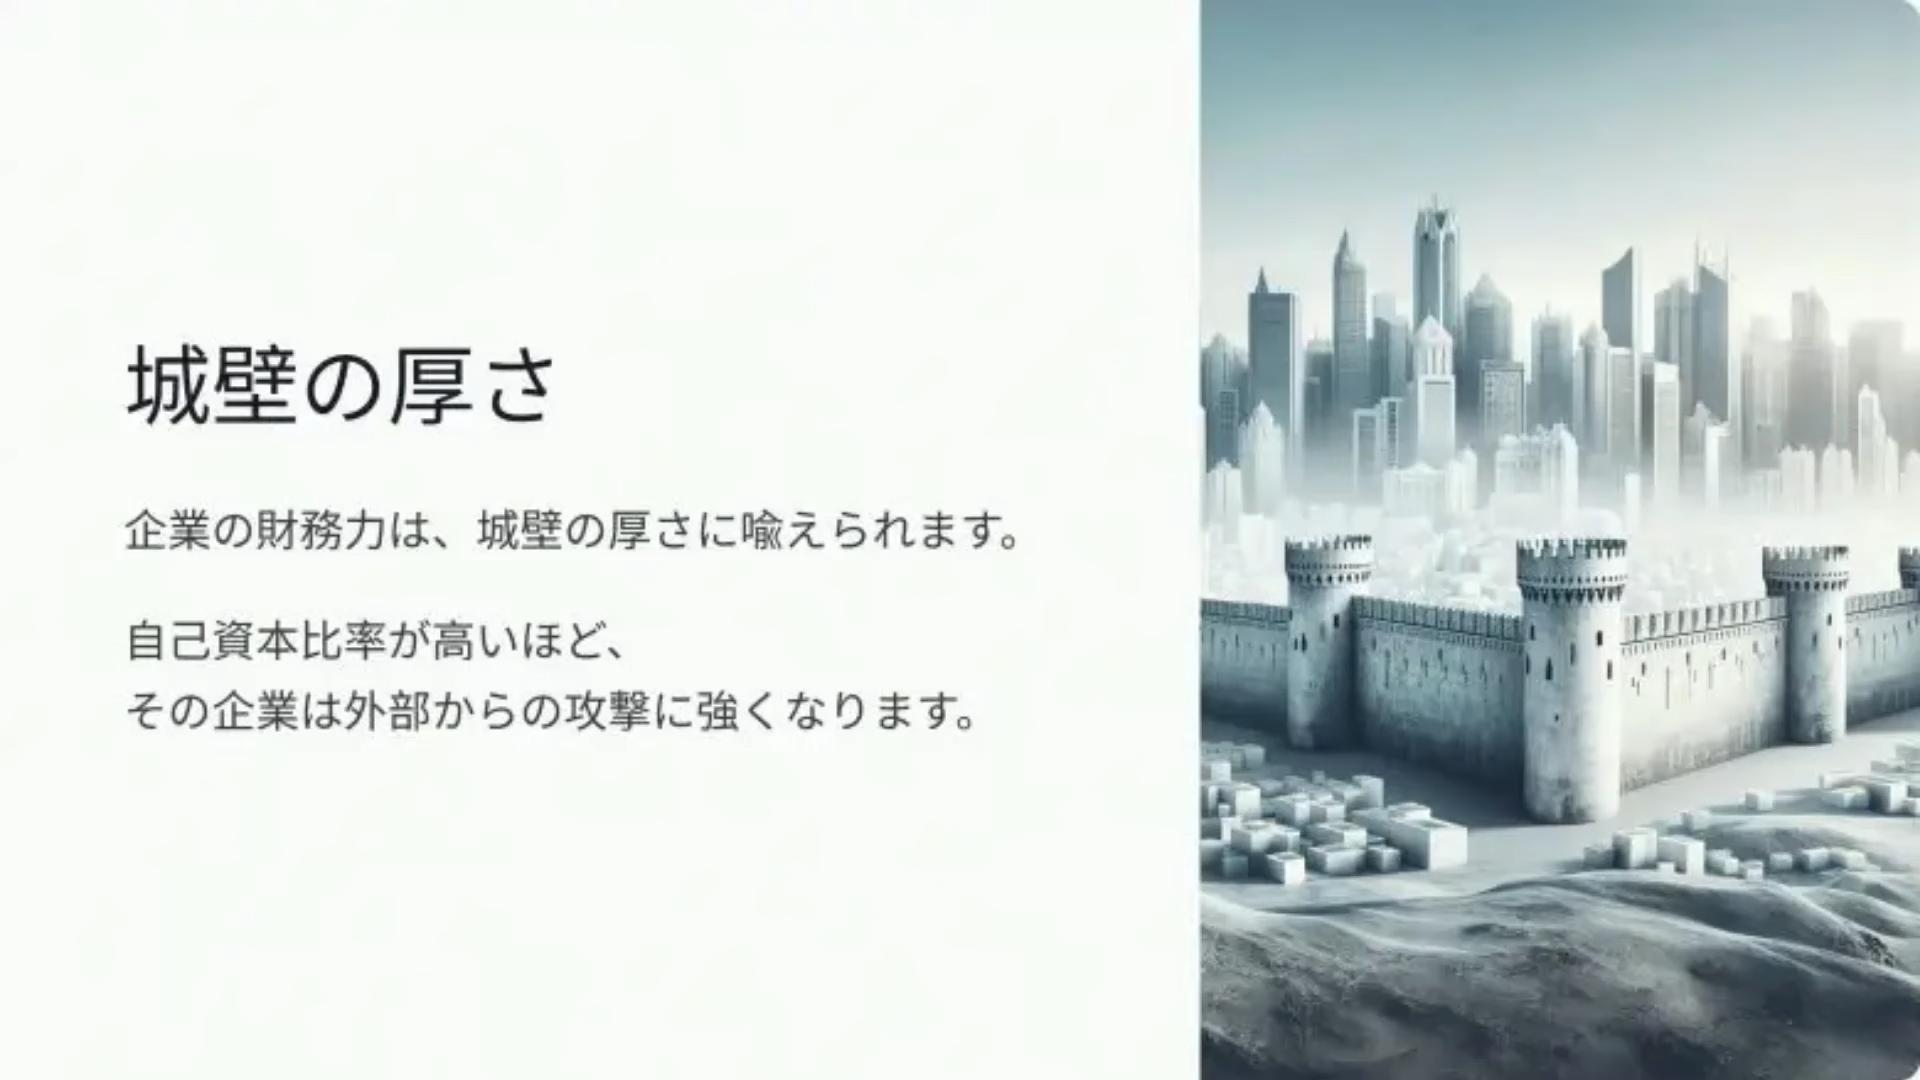 城壁の厚さ
企業の財務力は、城壁の厚さに喩えられます。
自己資本比率が高いほど、
その企業は外部からの攻撃に強くなります。